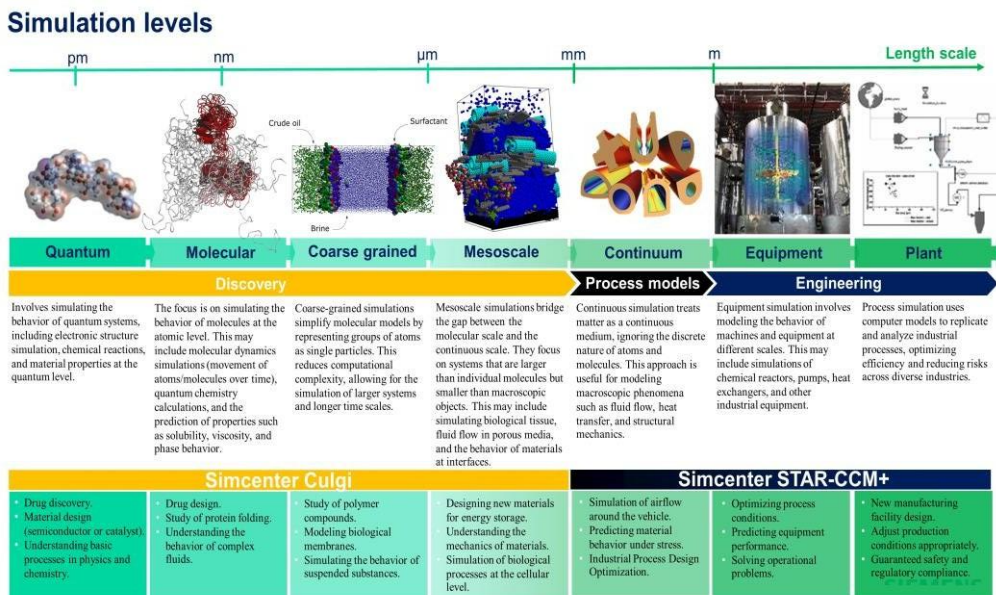 Simulation levels
pm
nm
μm
mm
m
Length scale
Crude oil
Surfactant
Brine
Quantum
Molecular
Coarse grained
Mesoscale
Continuum
Equipment
Plant
Discovery
Process models
Engineering
Involves simulating the
behavior of quantum systems,
including electronic structure
simulation, chemical reactions,
and material properties at the
quantum level.
The focus is on simulating the
behavior of molecules at the
atomic level. This may
include molecular dynamics
simulations (movement of
atoms/molecules over time),
quantum chemistry
calculations, and the
prediction of properties such
as solubility, viscosity, and
phase behavior.
Coarse-grained simulations
simplify molecular models by
representing groups of atoms
as single particles. This
reduces computational
complexity, allowing for the
simulation of larger systems
and longer time scales.
Mesoscale simulations bridge
the gap between the
molecular scale and the
continuous scale. They focus
on systems that are larger
than individual molecules but
smaller than macroscopic
objects. This may include
simulating biological tissue,
fluid flow in porous media,
and the behavior of materials
at interfaces.
Continuous simulation treats
matter as a continuous
medium, ignoring the discrete
nature of atoms and
molecules. This approach is
useful for modeling
macroscopic phenomena
such as fluid flow, heat
transfer, and structural
mechanics.
Equipment simulation involves
modeling the behavior of
machines and equipment at
different scales. This may
include simulations of
chemical reactors, pumps, heat
exchangers, and other
industrial equipment.
Process simulation uses
computer models to replicate
and analyze industrial
processes, optimizing
efficiency and reducing risks
across diverse industries.
Simcenter Culgi
Simcenter STAR-CCM+
• Drug discovery.
• Material design
(semiconductor or catalyst).
• Understanding basic
processes in physics and
chemistry.
• Drug design.
• Study of protein folding.
• Understanding the
behavior of complex
fluids.
• Study of polymer
compounds.
• Modeling biological
membranes.
• Simulating the behavior of
suspended substances.
• Designing new materials
for energy storage.
• Understanding the
mechanics of materials.
• Simulation of biological
processes at the cellular
level.
• Simulation of airflow
around the vehicle.
• Predicting material
behavior under stress.
• Industrial Process Design
Optimization.
• Optimizing process
conditions.
• Predicting equipment
performance.
• Solving operational
problems.
• New manufacturing
facility design.
• Adjust production
conditions appropriately.
• Guaranteed safety and
regulatory compliance.
SIEMENS